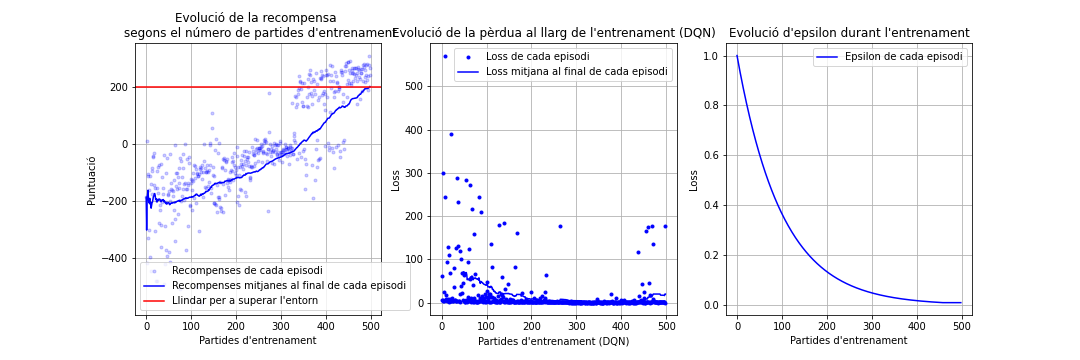 Evolució de la recompensa
segons el número de partides d'entrenament
Puntuació
200
0
−200
−400
Recompenses de cada episodi
Recompenses mitjanes al final de cada episodi
Llindar per a superar l'entorn
0 100 200 300 400 500
Partides d'entrenament
Evolució de la pèrdua al llarg de l'entrenament (DQN)
Loss de cada episodi
Loss mitjana al final de cada episodi
Loss
500
400
300
200
100
0
0 100 200 300 400 500
Partides d'entrenament (DQN)
Evolució d'epsilon durant l'entrenament
Epsilon de cada episodi
Loss
1.0
0.8
0.6
0.4
0.2
0.0
0 100 200 300 400 500
Partides d'entrenament